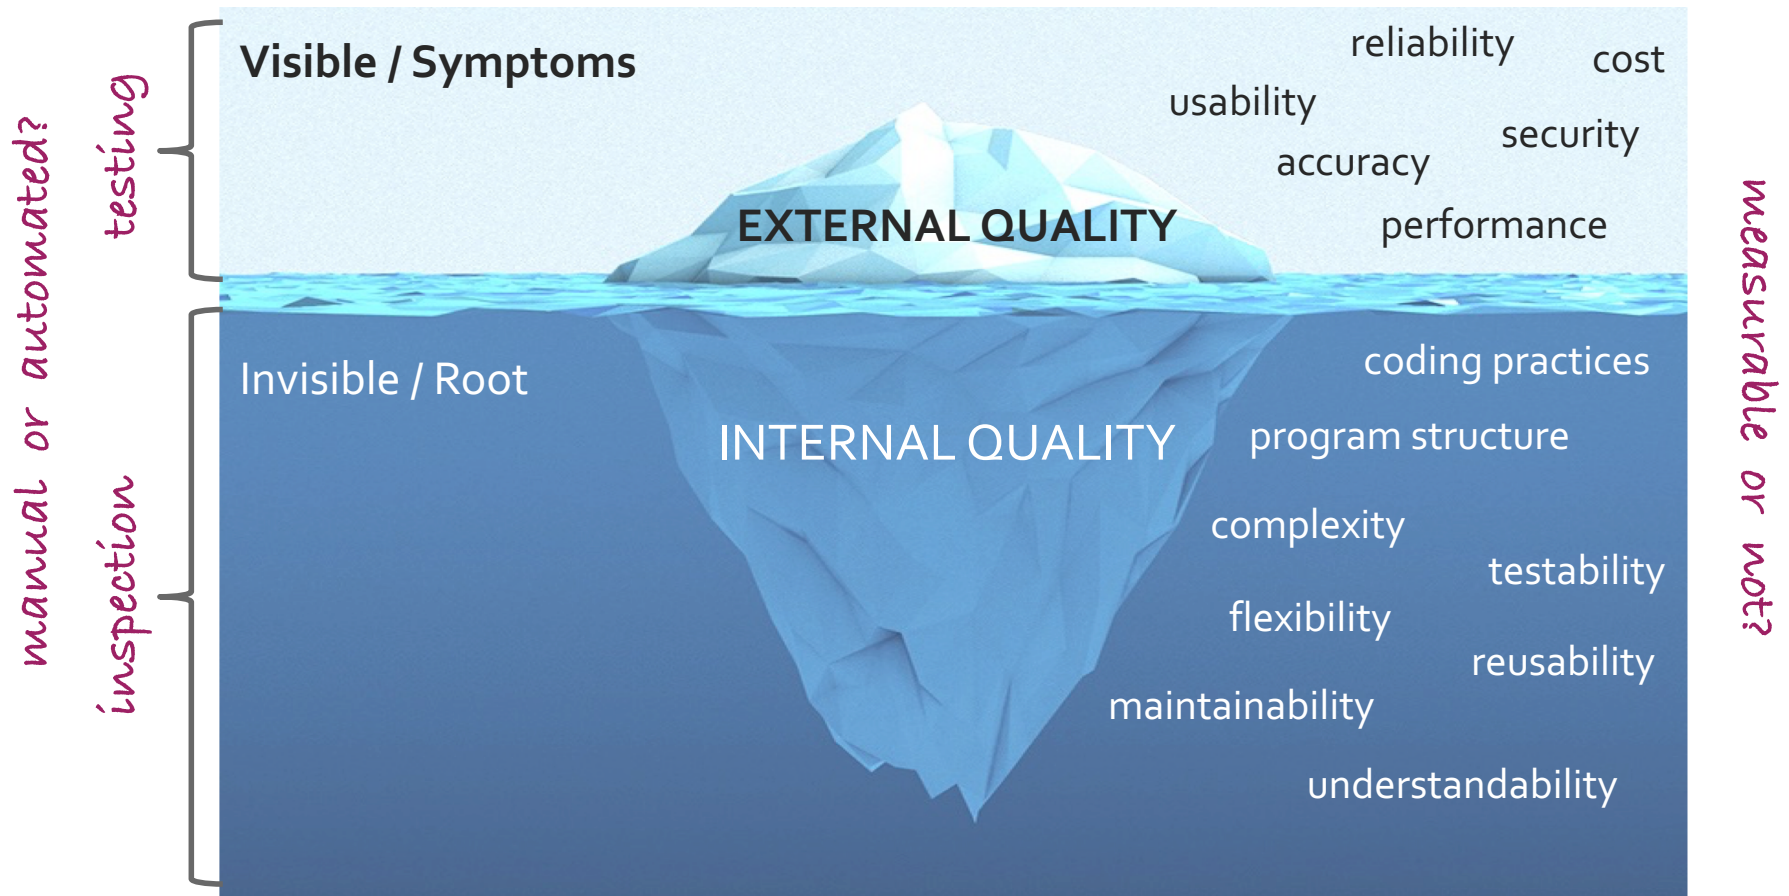 manual or automated?
testing
inspection
Visible / Symptoms
reliability
cost
usability
security
accuracy
EXTERNAL QUALITY
performance
Invisible / Root
coding practices
INTERNAL QUALITY
program structure
complexity
testability
flexibility
reusability
maintainability
understandability
measurable or not?